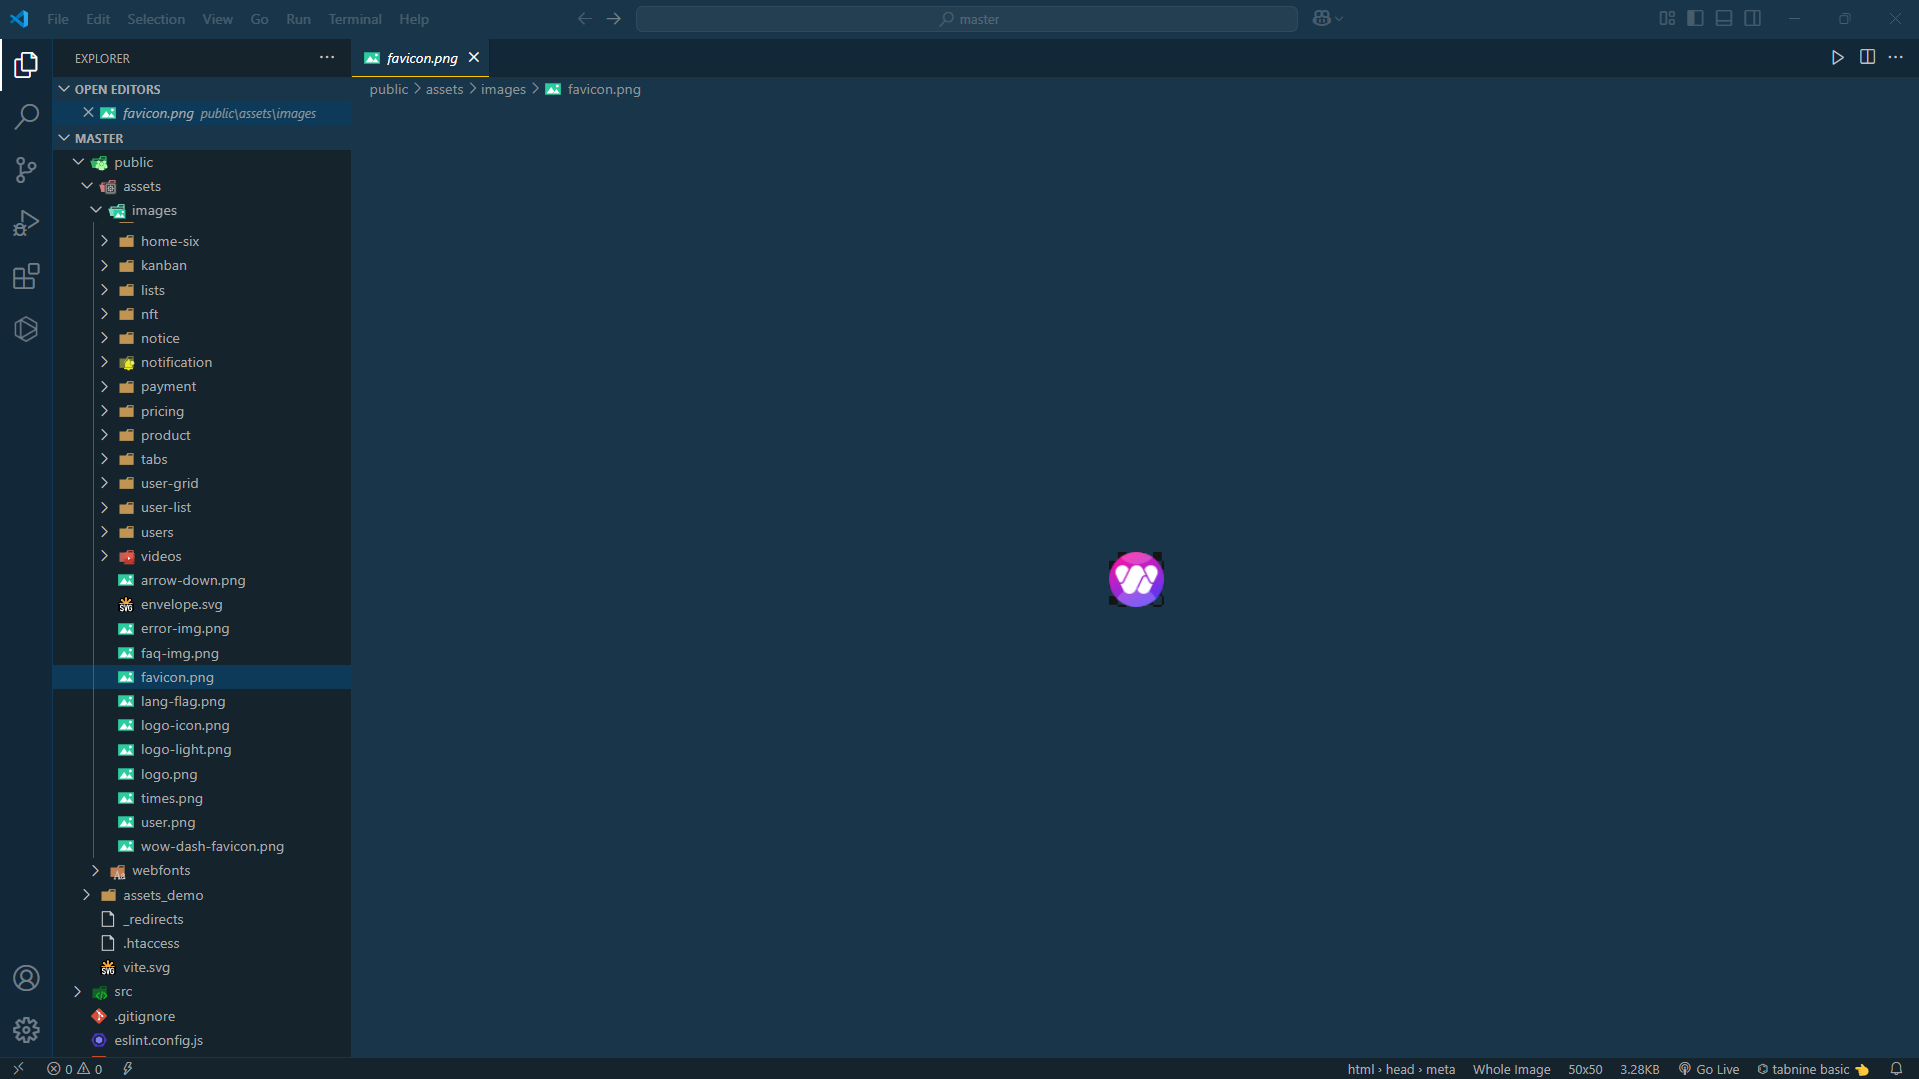 File Edit Selection View Go Run Terminal Help
master
EXPLORER
favicon.png
OPEN EDITORS
favicon.png public\assets\images
public > assets > images > favicon.png
MASTER
public
assets
images
home-six
kanban
lists
nft
notice
notification
payment
pricing
product
tabs
user-grid
user-list
users
videos
arrow-down.png
SVG envelope.svg
error-img.png
faq-img.png
favicon.png
lang-flag.png
logo-icon.png
logo-light.png
logo.png
times.png
user.png
wow-dash-favicon.png
Aa webfonts
assets_demo
_redirects
.htaccess
SVG vite.svg
src
.gitignore
eslint.config.js
0 0
html › head › meta Whole Image 50x50 3.28KB Go Live tabnine basic